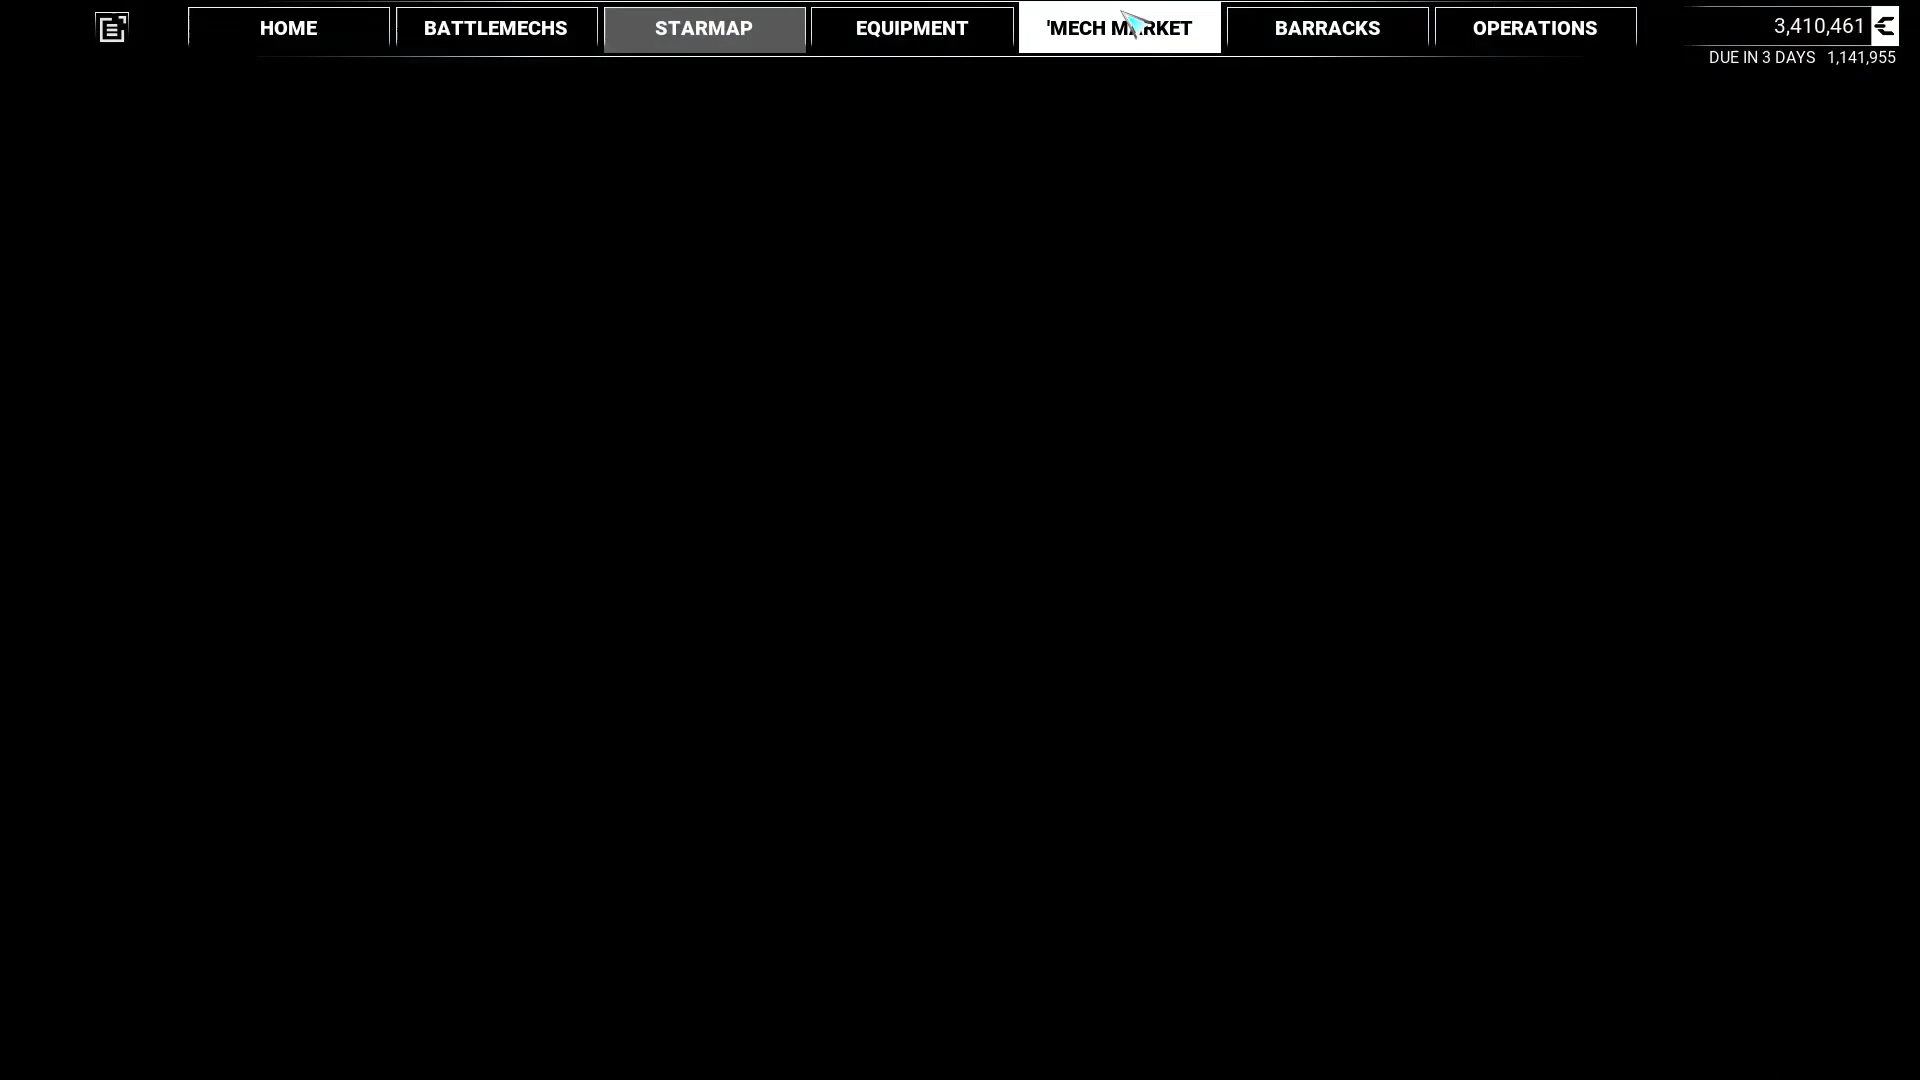 HOME
BATTLEMECHS
STARMAP
EQUIPMENT
'MECH MARKET
BARRACKS
OPERATIONS
3,410,461
DUE IN 3 DAYS 1,141,955